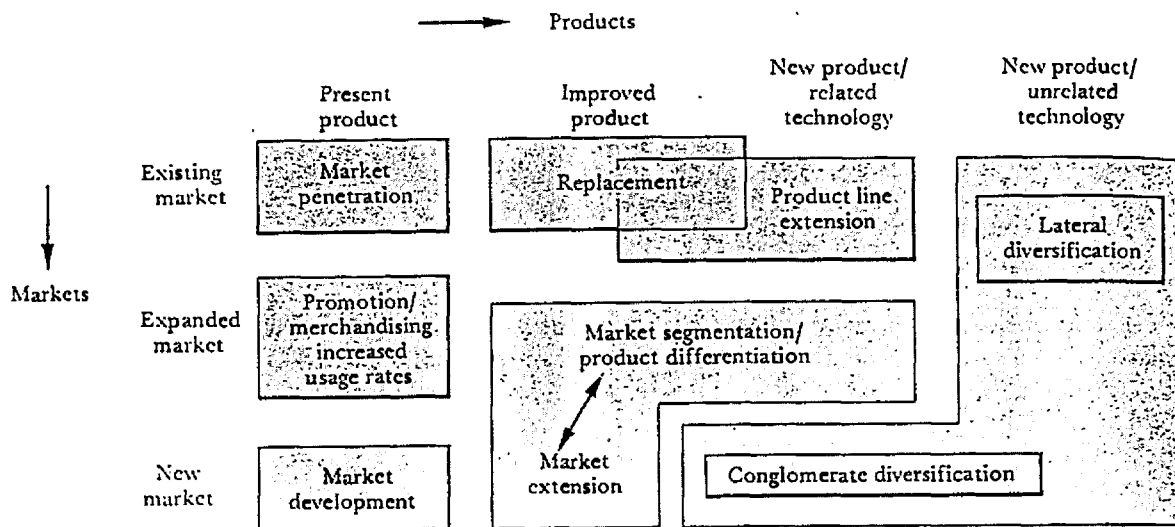 Products
Present
product
Improved
product
New product/
related
technology
New product/
unrelated
technology
Markets
Existing
market
Market
penetration
Replacement
Product line
extension
Lateral
diversification
Expanded
market
Promotion/
merchandising
increased
usage rates
Market segmentation/
product differentiation
New
market
Market
development
Market
extension
Conglomerate diversification